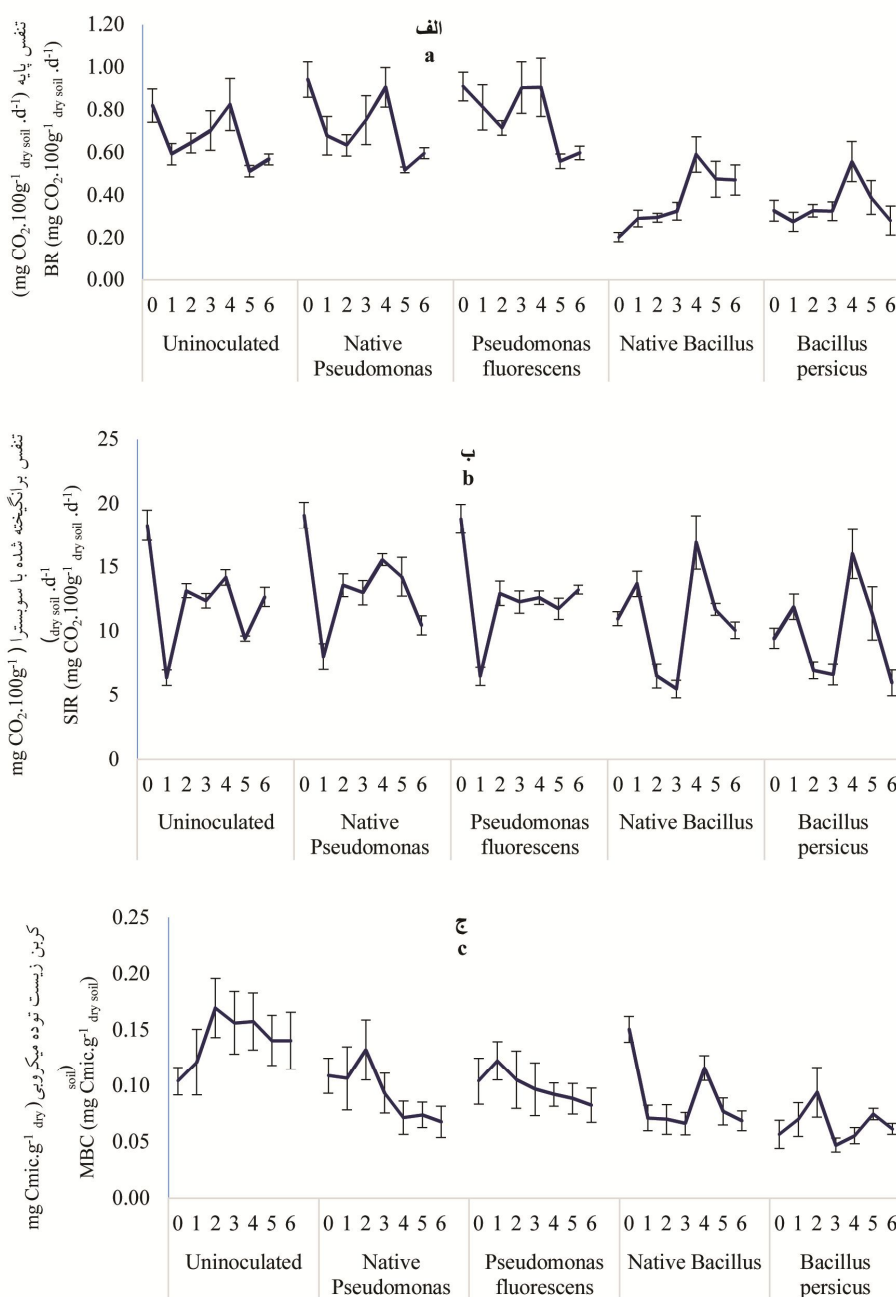 الف
a
تنفس پایه (mg CO₂.100g⁻¹ dry soil .d⁻¹)
BR (mg CO₂.100g⁻¹ dry soil .d⁻¹)
1.20
1.00
0.80
0.60
0.40
0.20
0.00
0 1 2 3 4 5 6 0 1 2 3 4 5 6 0 1 2 3 4 5 6 0 1 2 3 4 5 6 0 1 2 3 4 5 6
Uninoculated Native Pseudomonas Bacillus
Native
Pseudomonas
Pseudomonas
fluorescens
Native Bacillus
Bacillus
persicus
ب
b
تنفس برانگیخته شده با سوبسترا (mg CO₂.100g⁻¹
dry soil .d⁻¹)
SIR (mg CO₂.100g⁻¹ dry soil .d⁻¹)
25
20
15
10
5
0
0 1 2 3 4 5 6 0 1 2 3 4 5 6 0 1 2 3 4 5 6 0 1 2 3 4 5 6 0 1 2 3 4 5 6
Uninoculated
Native
Pseudomonas
Pseudomonas
fluorescens
Native Bacillus
Bacillus
persicus
ج
c
کربن زیست توده میکروبی (mg Cmic.g⁻¹ dry
soil)
MBC (mg Cmic.g⁻¹ dry soil)
0.25
0.20
0.15
0.10
0.05
0.00
0 1 2 3 4 5 6 0 1 2 3 4 5 6 0 1 2 3 4 5 6 0 1 2 3 4 5 6 0 1 2 3 4 5 6
Uninoculated
Native
Pseudomonas
Pseudomonas
fluorescens
Native Bacillus
Bacillus
persicus